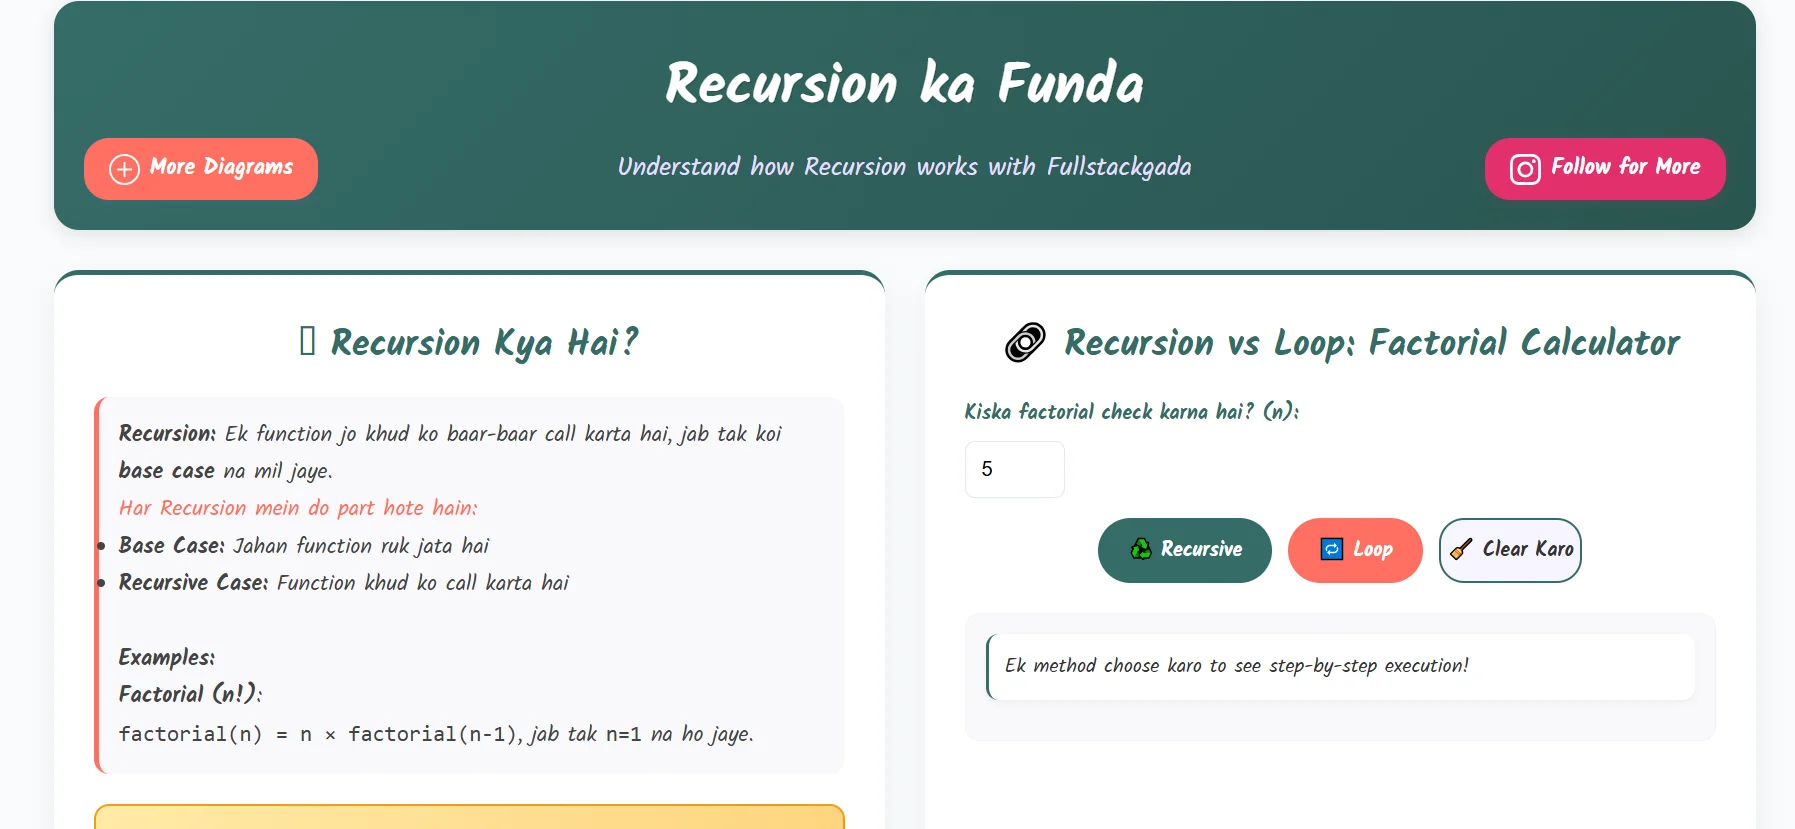 Recursion ka Funda
More Diagrams
Understand how Recursion works with Fullstackgada
Follow for More
Recursion Kya Hai?
Recursion: Ek function jo khud ko baar-baar call karta hai, jab tak koi
base case na mil jaye.
Har Recursion mein do part hote hain:
Base Case: Jahan function ruk jata hai
Recursive Case: Function khud ko call karta hai
Examples:
Factorial (n!):
factorial(n) = n × factorial(n-1), jab tak n=1 na ho jaye.
Recursion vs Loop: Factorial Calculator
Kiska factorial check karna hai? (n):
5
Recursive
Loop
Clear Karo
Ek method choose karo to see step-by-step execution!